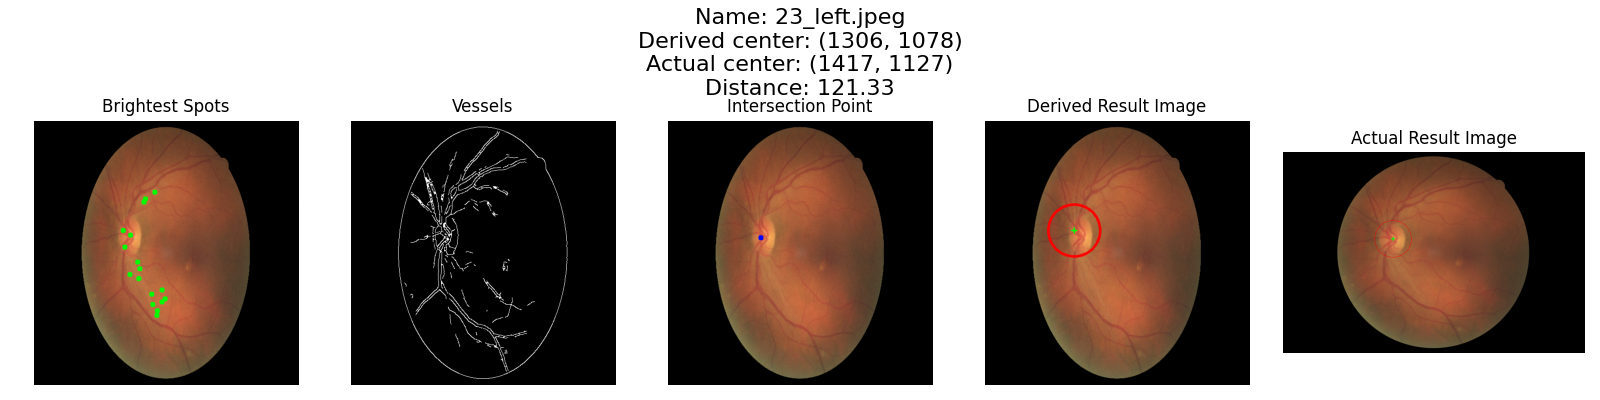 Name: 23_left.jpeg
Derived center: (1306, 1078)
Actual center: (1417, 1127)
Distance: 121.33
Brightest Spots
Vessels
Intersection Point
Derived Result Image
Actual Result Image